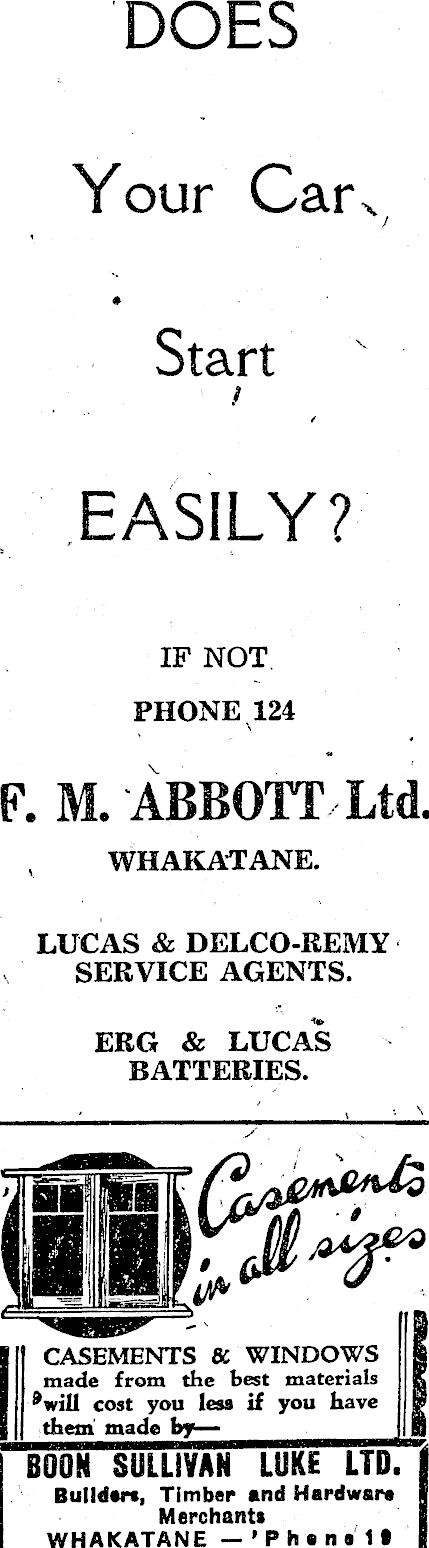 DOES
Your Car
Start
EASILY?
IF NOT
PHONE 124
F. M. ABBOTT Ltd.
WHAKATANE.
LUCAS & DELCO-REMY
SERVICE AGENTS.
ERG & LUCAS
BATTERIES.
Casements
in all sizes
CASEMENTS & WINDOWS
made from the best materials
will cost you less if you have
them made by—
BOON SULLIVAN LUKE LTD.
Builders, Timber and Hardware
Merchants
WHAKATANE — 'Phone 19